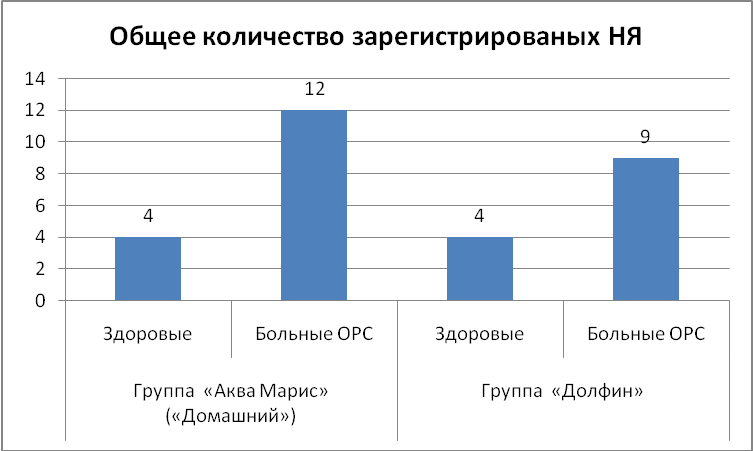 Общее количество зарегистрированых НЯ
14
12
10
8
6
4
2
0
4
12
4
9
Здоровые
Больные ОРС
Здоровые
Больные ОРС
Группа «Аква Марис»
(«Домашний»)
Группа «Долфин»